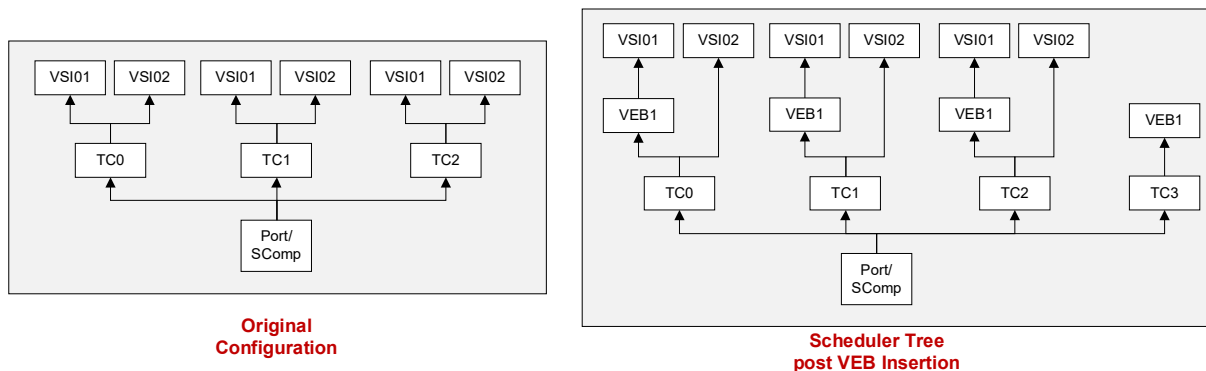 VSI01 VSI02 VSI01 VSI02 VSI01 VSI02
TC0 TC1 TC2
Port/
SComp
Original
Configuration
VSI01 VSI02 VSI01 VSI02 VSI01 VSI02
VEB1 VEB1 VEB1 VEB1
TC0 TC1 TC2 TC3
Port/
SComp
Scheduler Tree
post VEB Insertion